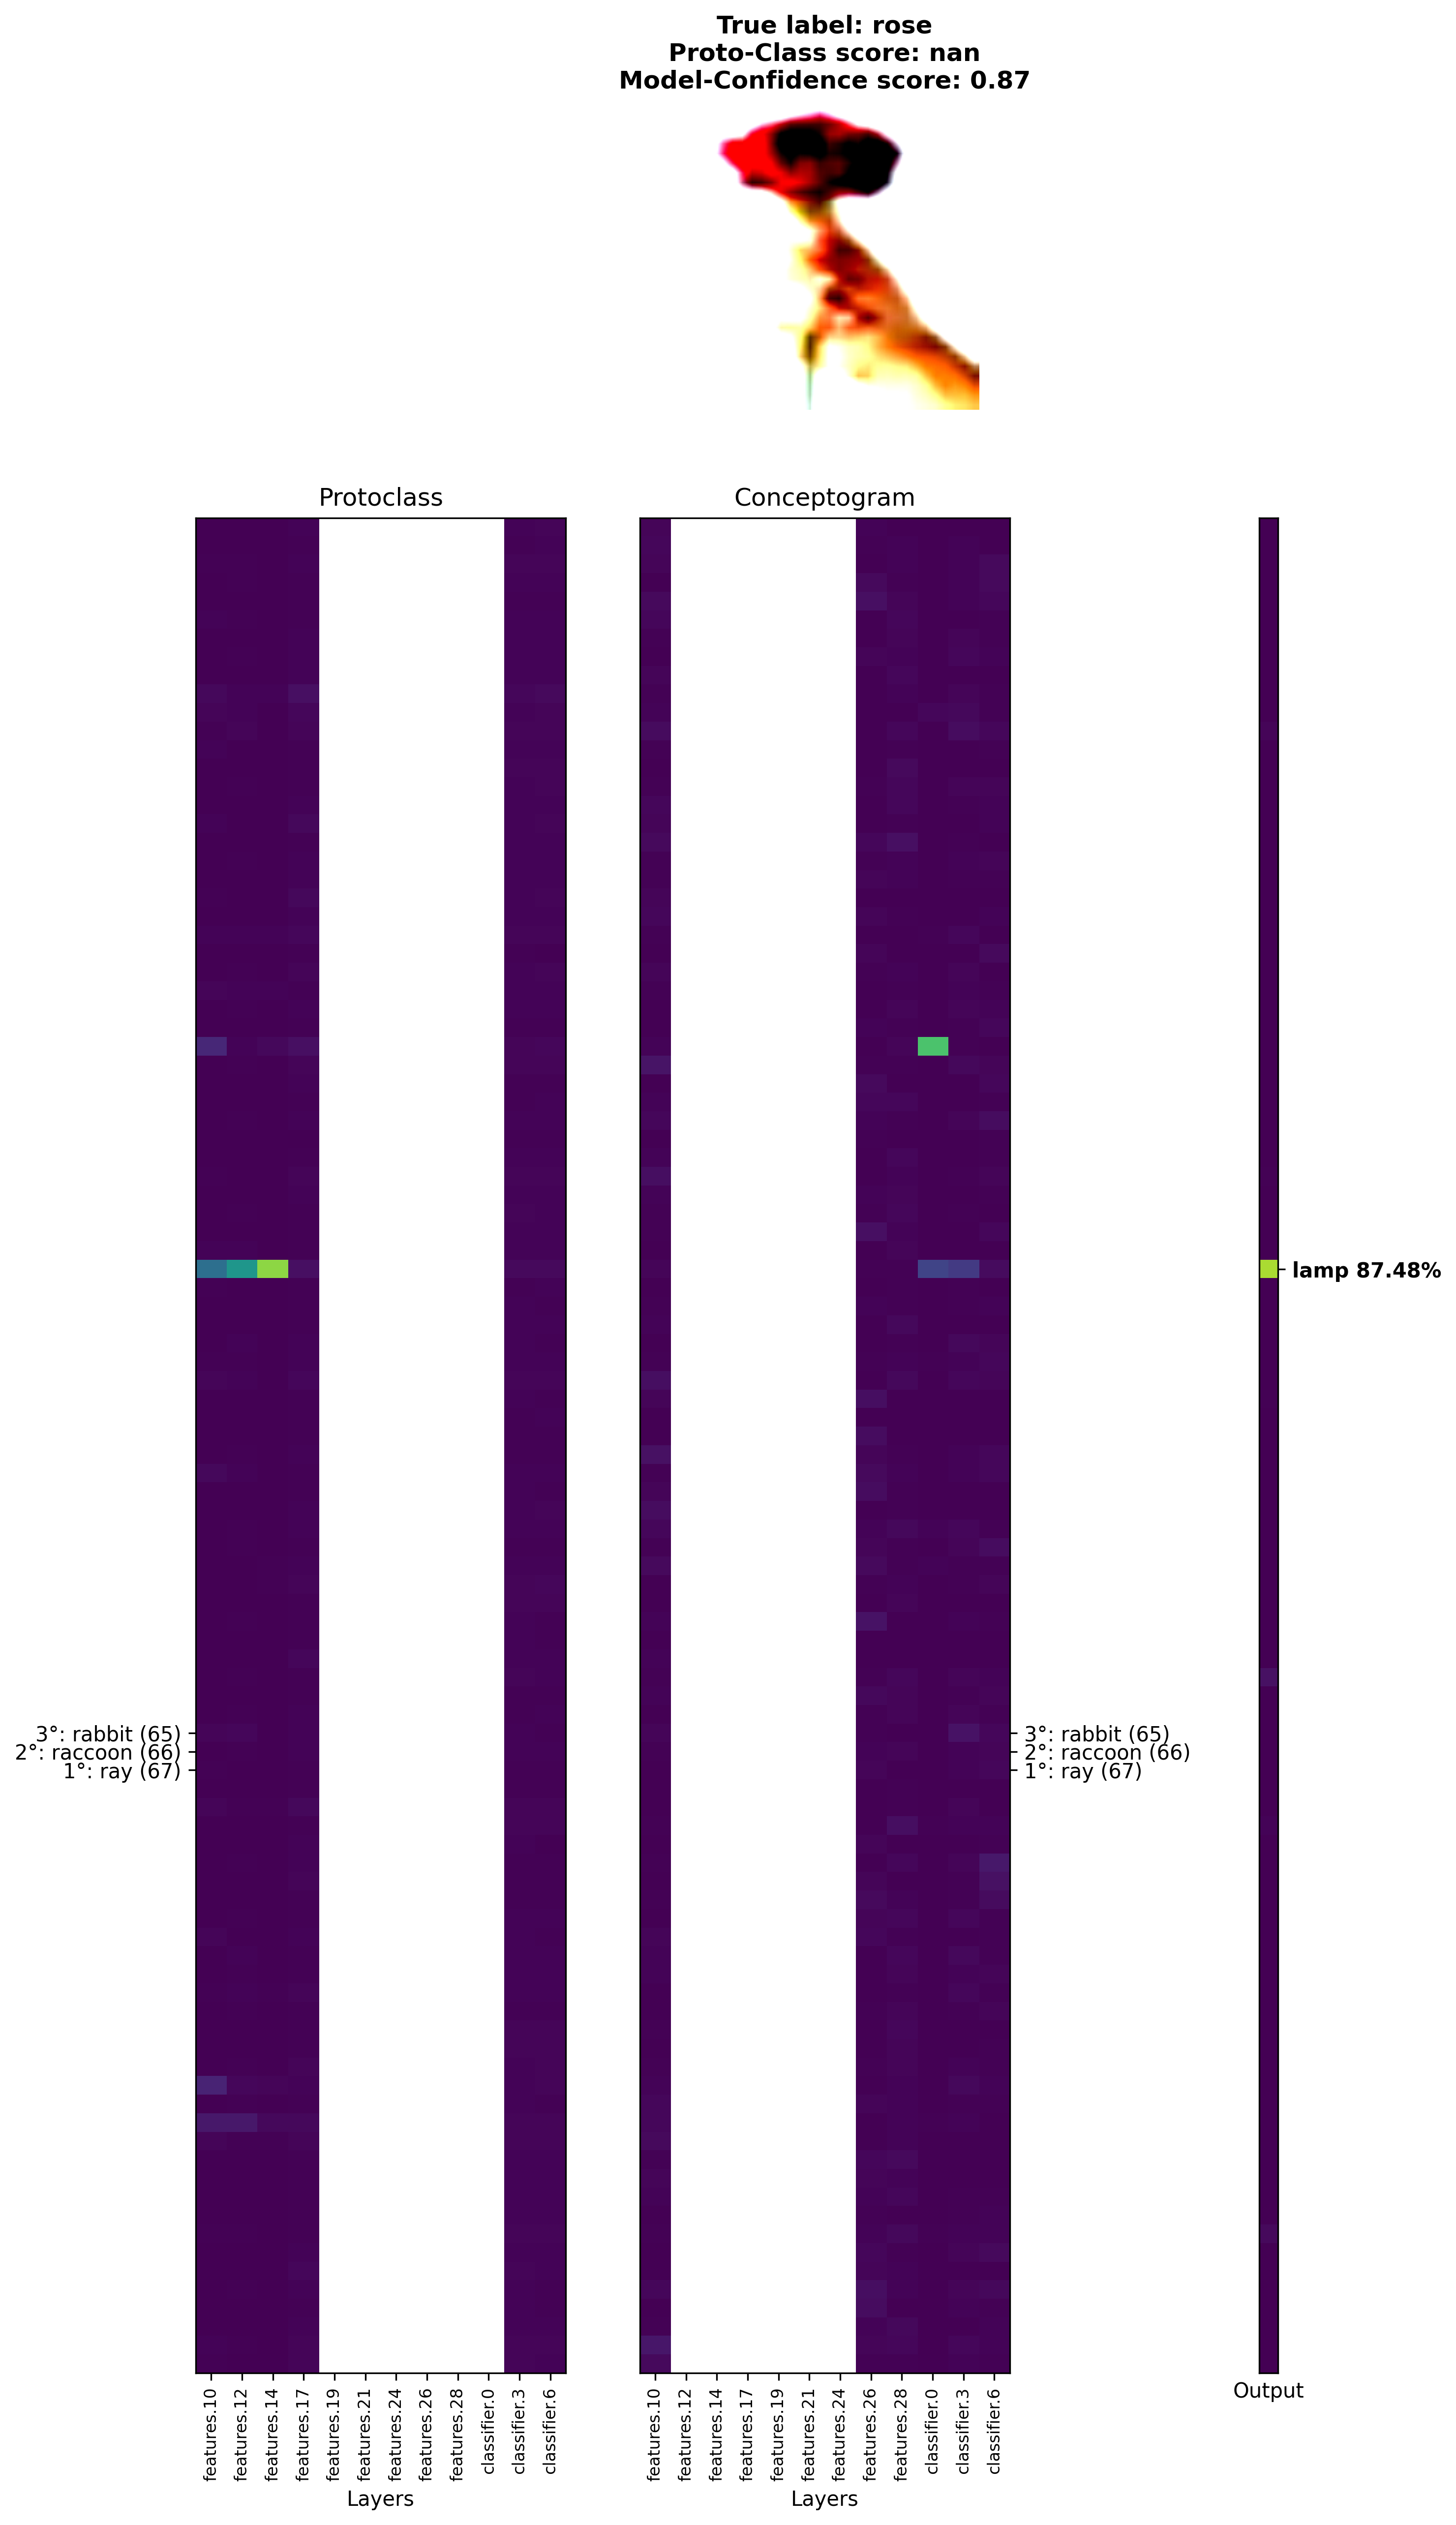 True label: rose
Proto-Class score: nan
Model-Confidence score: 0.87
Protoclass
Conceptogram
lamp 87.48%
3°: rabbit (65)
2°: raccoon (66)
1°: ray (67)
3°: rabbit (65)
2°: raccoon (66)
1°: ray (67)
features.10
features.12
features.14
features.17
features.19
features.21
features.24
features.26
features.28
classifier.0
classifier.3
classifier.6
Layers
features.10
features.12
features.14
features.17
features.19
features.21
features.24
features.26
features.28
classifier.0
classifier.3
classifier.6
Layers
Output